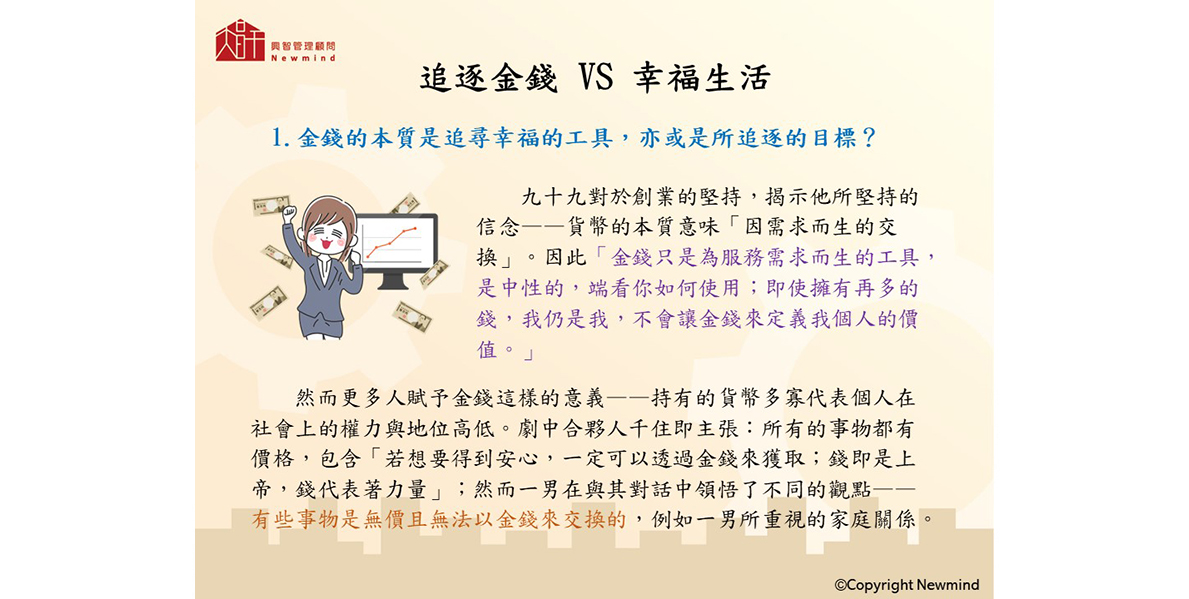 興智管理顧問
Newmind
追逐金錢 VS 幸福生活
1. 金錢的本質是追尋幸福的工具，亦或是所追逐的目標？
九十九對於創業的堅持，揭示他所堅持的
信念——貨幣的本質意味「因需求而生的交
換」。因此「金錢只是為服務需求而生的工具，
是中性的，端看你如何使用；即使擁有再多的
錢，我仍是我，不會讓金錢來定義我個人的價
值。」
然而更多人賦予金錢這樣的意義——持有的貨幣多寡代表個人在
社會上的權力與地位高低。劇中合夥人千住即主張：所有的事物都有
價格，包含「若想要得到安心，一定可以透過金錢來獲取；錢即是上
帝，錢代表著力量」；然而一男在與其對話中領悟了不同的觀點——
有些事物是無價且無法以金錢來交換的，例如一男所重視的家庭關係。
©Copyright Newmind